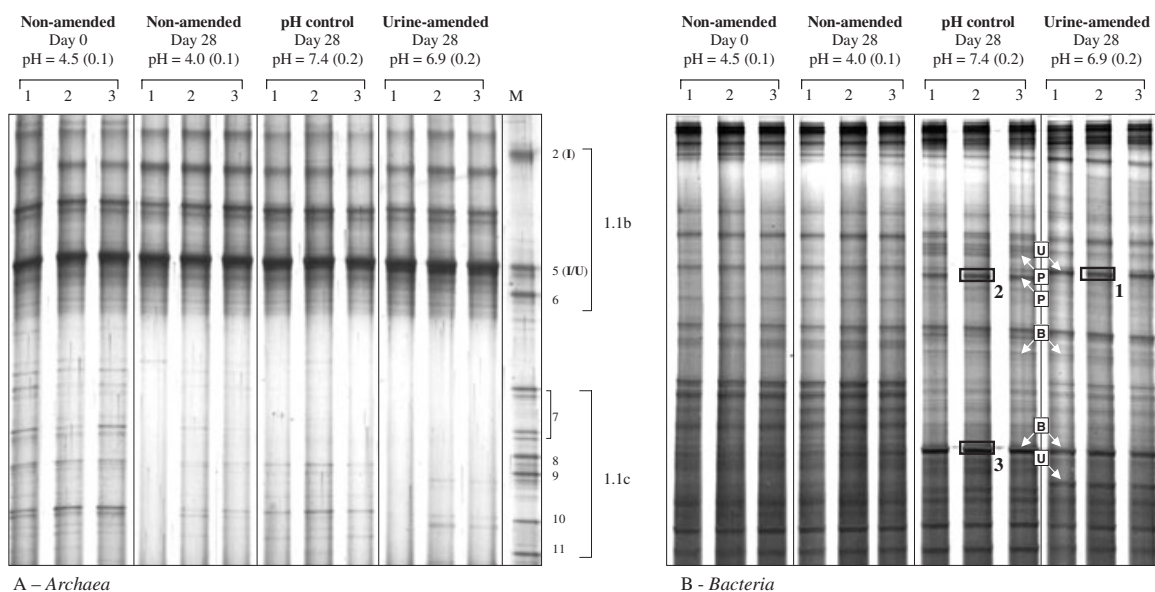 Non-amended Non-amended pH control Urine-amended
Day 0 Day 28 Day 28 Day 28
pH = 4.5 (0.1) pH = 4.0 (0.1) pH = 7.4 (0.2) pH = 6.9 (0.2)
1 2 3 1 2 3 1 2 3 1 2 3 M
2 (I)
1.1b
5 (I/U)
6
7
8
9
1.1c
10
11
A – Archaea
Non-amended Non-amended pH control Urine-amended
Day 0 Day 28 Day 28 Day 28
pH = 4.5 (0.1) pH = 4.0 (0.1) pH = 7.4 (0.2) pH = 6.9 (0.2)
1 2 3 1 2 3 1 2 3 1 2 3
U
P
2 1
P
B
B
U
3
B - Bacteria